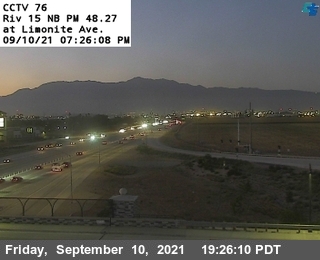 CCTV 76
Riv 15 NB PM 48.27
at Limonite Ave.
09/10/21 07:26:08 PM
Friday, September 10, 2021 19:26:10 PDT